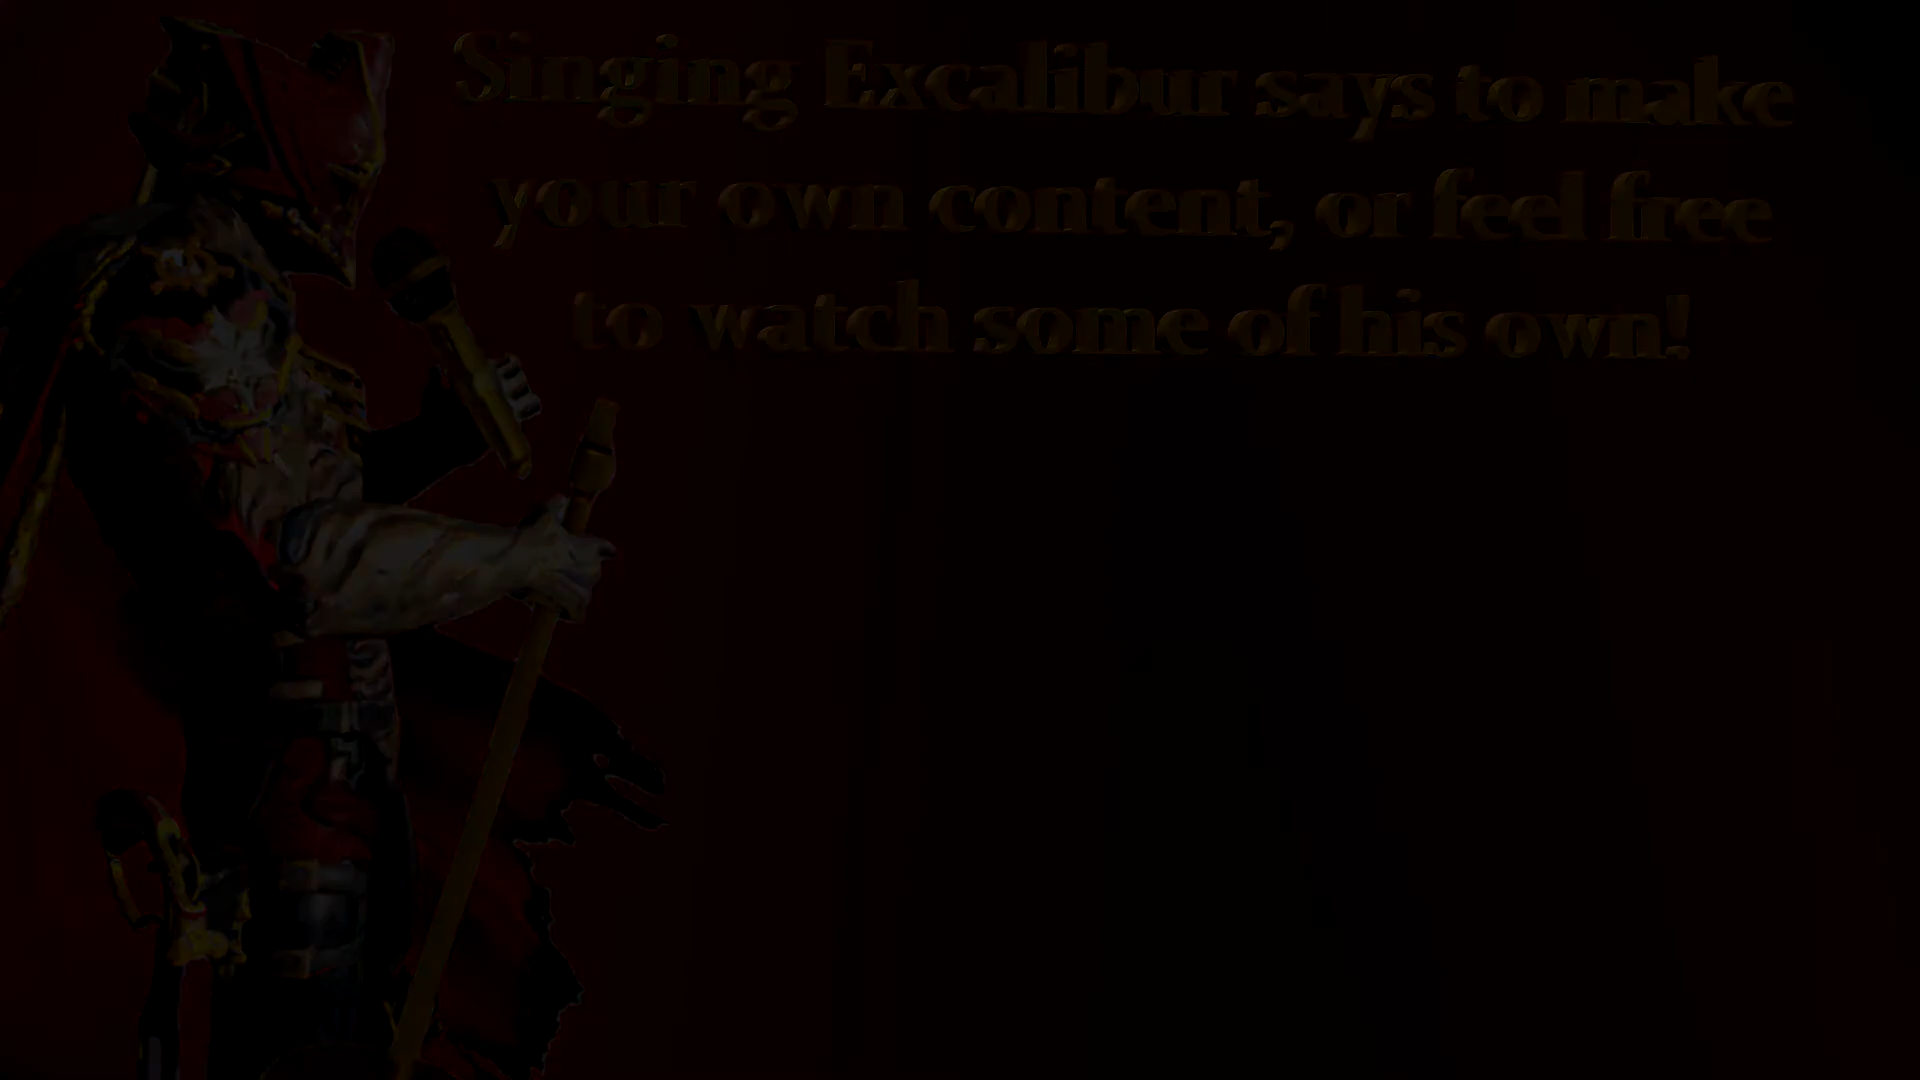 Singing Excalibur says to make
your own content, or feel free
to watch some of his own!